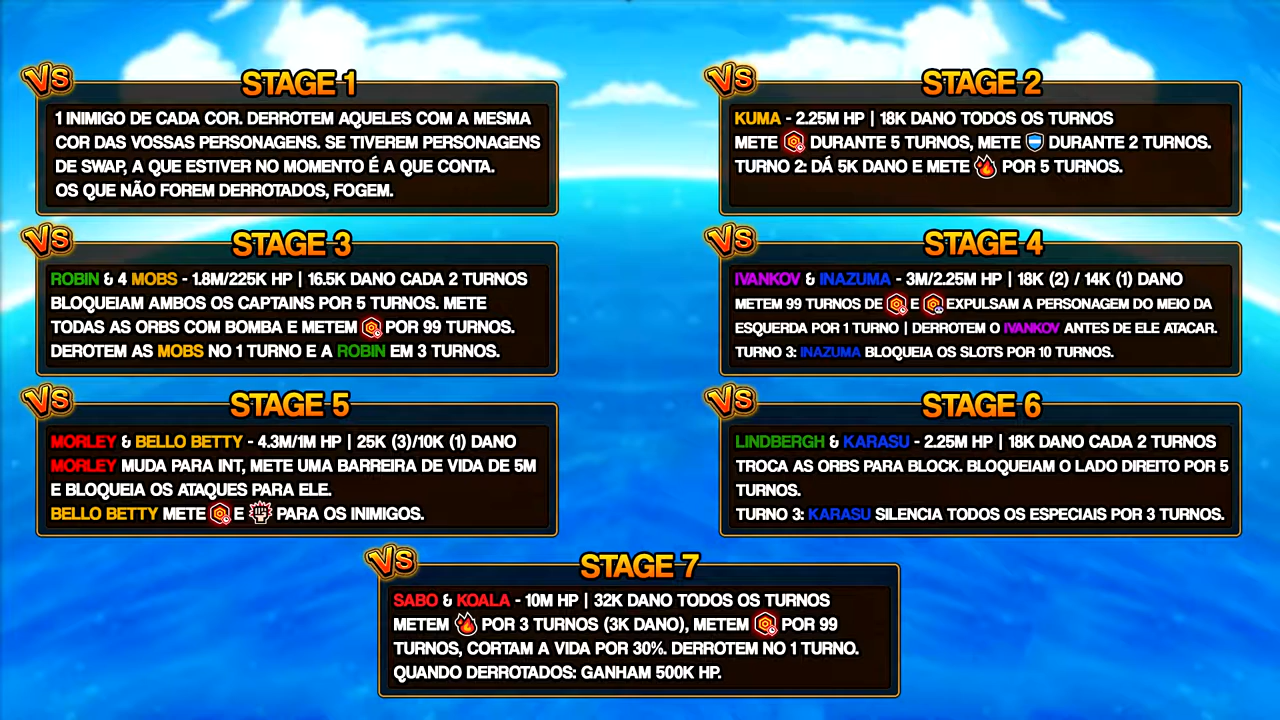 VS
STAGE 1
1 INIMIGO DE CADA COR. DERROTEM AQUELES COM A MESMA
COR DAS VOSSAS PERSONAGENS. SE TIVEREM PERSONAGENS
DE SWAP, A QUE ESTIVER NO MOMENTO É A QUE CONTA.
OS QUE NÃO FOREM DERROTADOS, FOGEM.
VS
STAGE 2
KUMA - 2.25M HP | 18K DANO TODOS OS TURNOS
METE DURANTE 5 TURNOS, METE DURANTE 2 TURNOS.
TURNO 2: DÁ 5K DANO E METE POR 5 TURNOS.
VS
STAGE 3
ROBIN & 4 MOBS - 1.8M/225K HP | 16.5K DANO CADA 2 TURNOS
BLOQUEIAM AMBOS OS CAPTAINS POR 5 TURNOS. METE
TODAS AS ORBS COM BOMBA E METEM POR 99 TURNOS.
DEROTEM AS MOBS NO 1 TURNO E A ROBIN EM 3 TURNOS.
VS
STAGE 4
IVANKOV & INAZUMA - 3M/2.25M HP | 18K (2) / 14K (1) DANO
METEM 99 TURNOS DE E EXPULSAM A PERSONAGEM DO MEIO DA
ESQUERDA POR 1 TURNO | DERROTEM O IVANKOV ANTES DE ELE ATACAR.
TURNO 3: INAZUMA BLOQUEIA OS SLOTS POR 10 TURNOS.
VS
STAGE 5
MORLEY & BELLO BETTY - 4.3M/1M HP | 25K (3)/10K (1) DANO
MORLEY MUDA PARA INT, METE UMA BARREIRA DE VIDA DE 5M
E BLOQUEIA OS ATAQUES PARA ELE.
BELLO BETTY METE E PARA OS INIMIGOS.
VS
STAGE 6
LINDBERGH & KARASU - 2.25M HP | 18K DANO CADA 2 TURNOS
TROCA AS ORBS PARA BLOCK. BLOQUEIAM O LADO DIREITO POR 5
TURNOS.
TURNO 3: KARASU SILENCIA TODOS OS ESPECIAIS POR 3 TURNOS.
VS
STAGE 7
SABO & KOALA - 10M HP | 32K DANO TODOS OS TURNOS
METEM POR 3 TURNOS (3K DANO), METEM POR 99
TURNOS, CORTAM A VIDA POR 30%. DERROTEM NO 1 TURNO.
QUANDO DERROTADOS: GANHAM 500K HP.